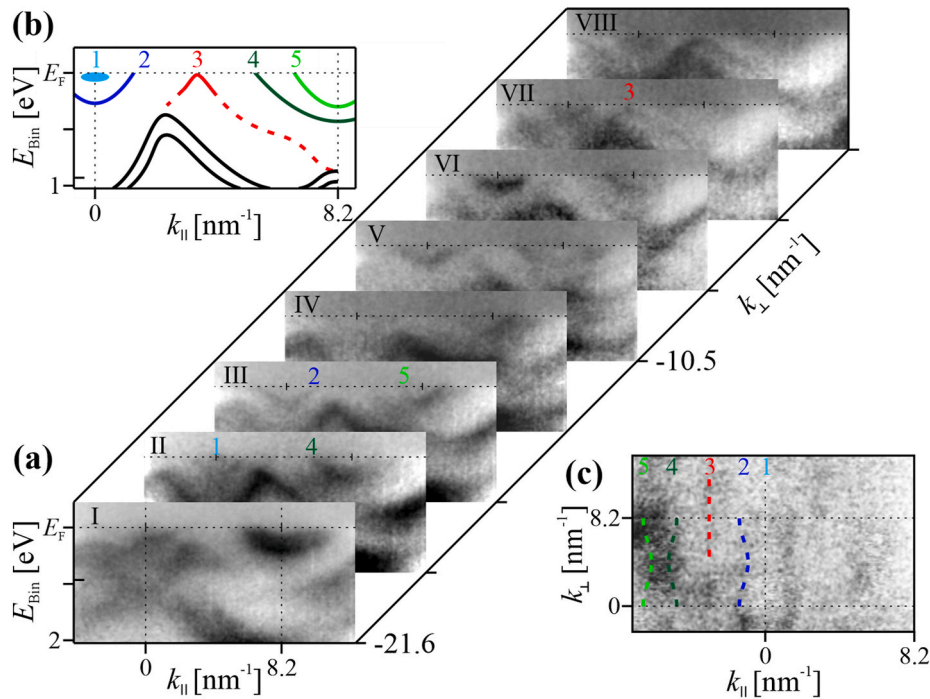 (b)
1 2 3 4 5
E_F
E_Bin [eV]
1
0 8.2
k_|| [nm⁻¹]
VIII
VII 3
VI
V
IV
III 2 5
II 1 4
I
(a)
E_F
E_Bin [eV]
2
0 8.2
k_|| [nm⁻¹]
-21.6
-10.5
k_⊥ [nm⁻¹]
(c)
5 4 3 2 1
8.2
0
k_⊥ [nm⁻¹]
0 8.2
k_|| [nm⁻¹]